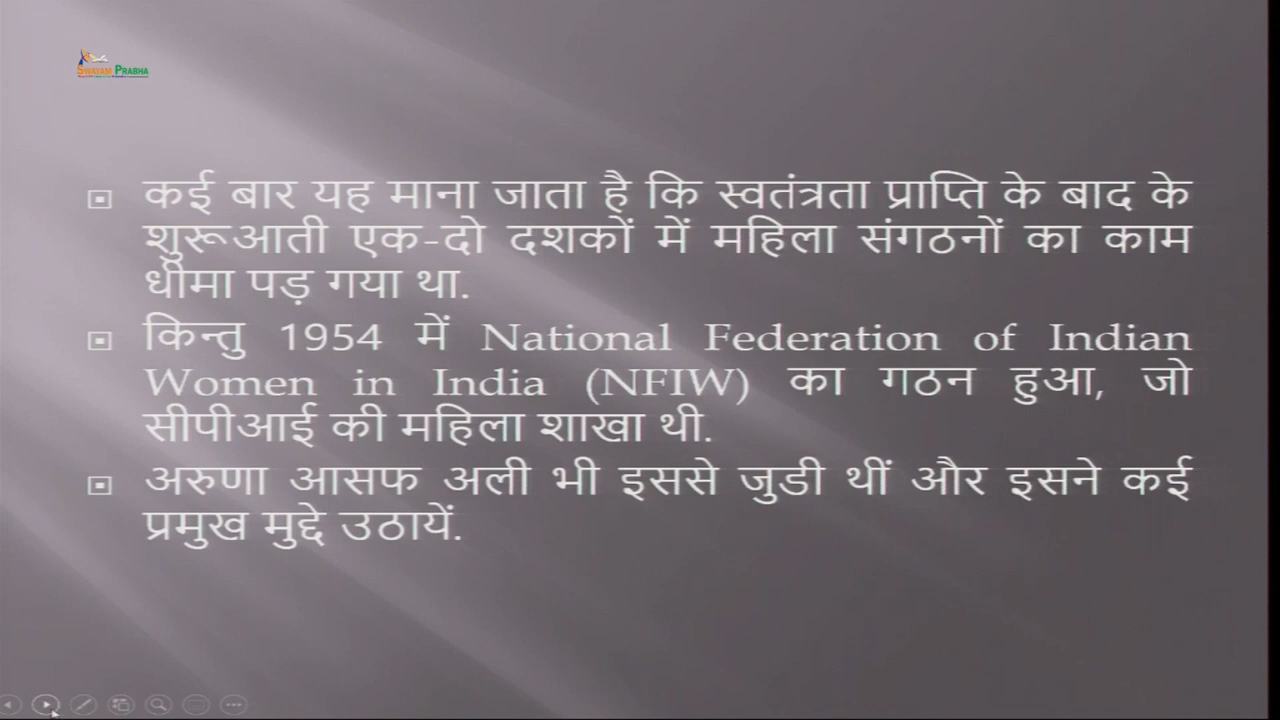 SWAYAM PRABHA
कई बार यह माना जाता है कि स्वतंत्रता प्राप्ति के बाद के
शुरूआती एक-दो दशकों में महिला संगठनों का काम
धीमा पड़ गया था.
किन्तु 1954 में National Federation of Indian
Women in India (NFIW) का गठन हुआ, जो
सीपीआई की महिला शाखा थी.
अरुणा आसफ अली भी इससे जुडी थीं और इसने कई
प्रमुख मुद्दे उठायें.